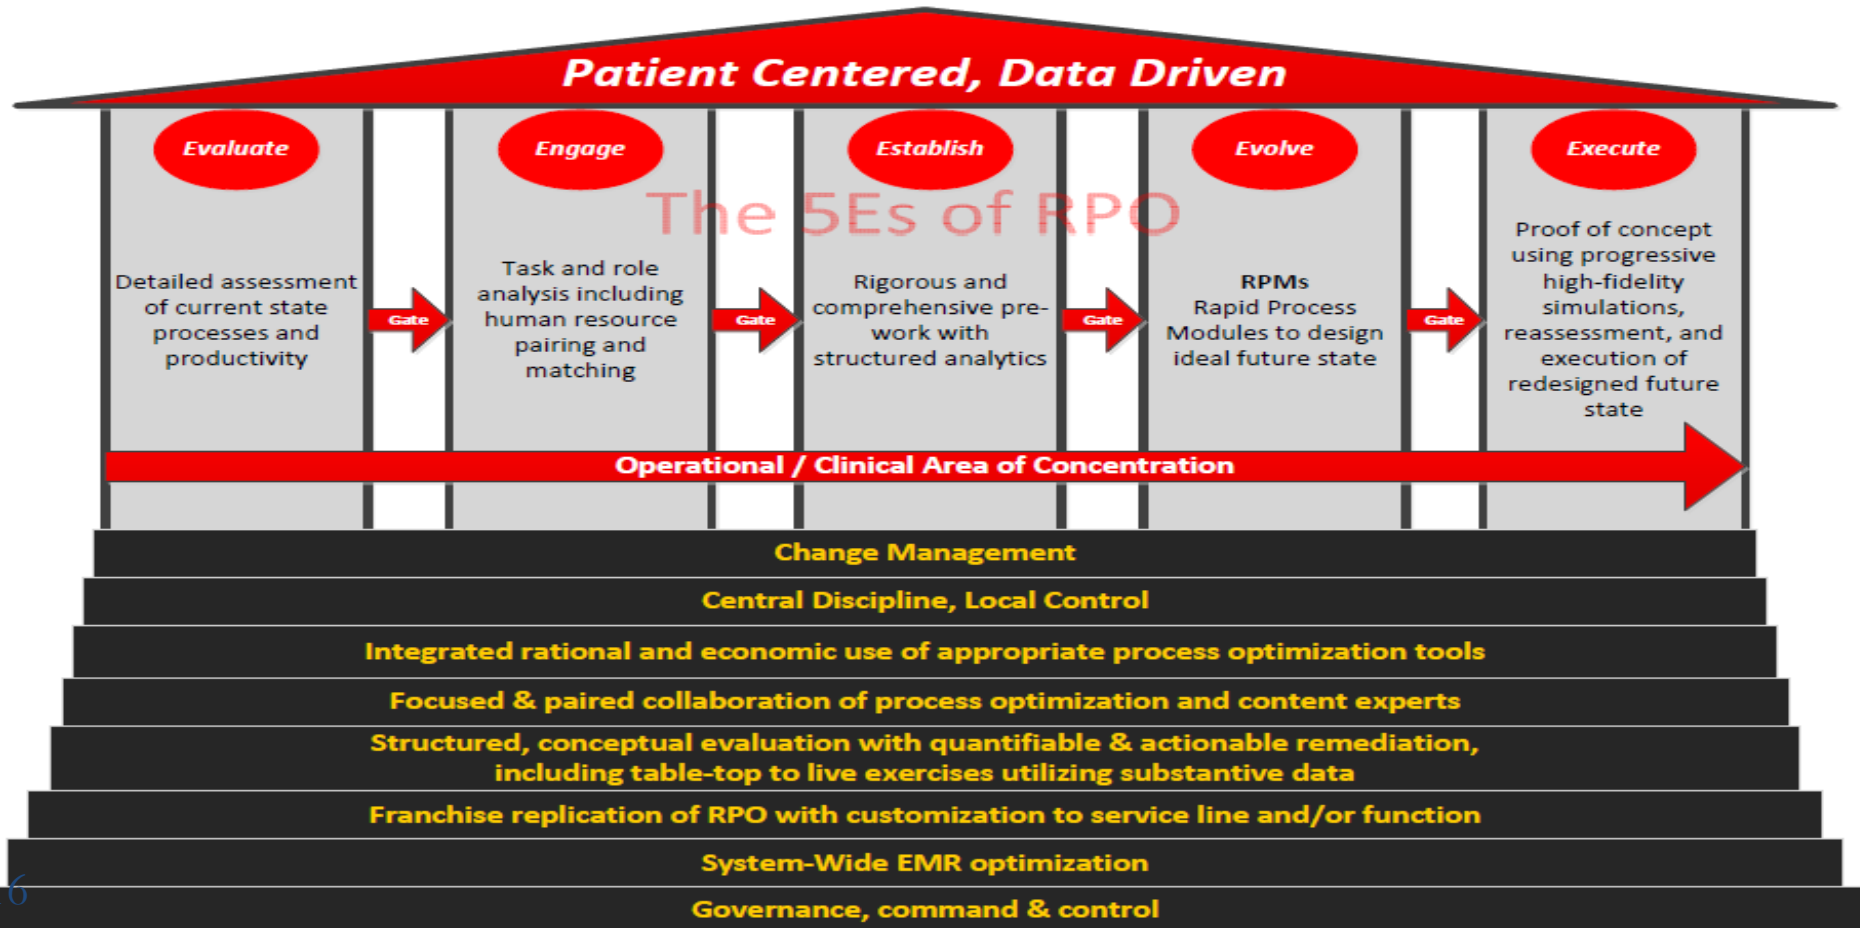 Patient Centered, Data Driven
Evaluate
Engage
Establish
Evolve
Execute
The 5Es of RPO
Detailed assessment
of current state
processes and
productivity
Gate
Task and role
analysis including
human resource
pairing and
matching
Gate
Rigorous and
comprehensive pre-
work with
structured analytics
Gate
RPMs
Rapid Process
Modules to design
ideal future state
Gate
Proof of concept
using progressive
high-fidelity
simulations,
reassessment, and
execution of
redesigned future
state
Operational / Clinical Area of Concentration
Change Management
Central Discipline, Local Control
Integrated rational and economic use of appropriate process optimization tools
Focused & paired collaboration of process optimization and content experts
Structured, conceptual evaluation with quantifiable & actionable remediation,
including table-top to live exercises utilizing substantive data
Franchise replication of RPO with customization to service line and/or function
System-Wide EMR optimization
6
Governance, command & control